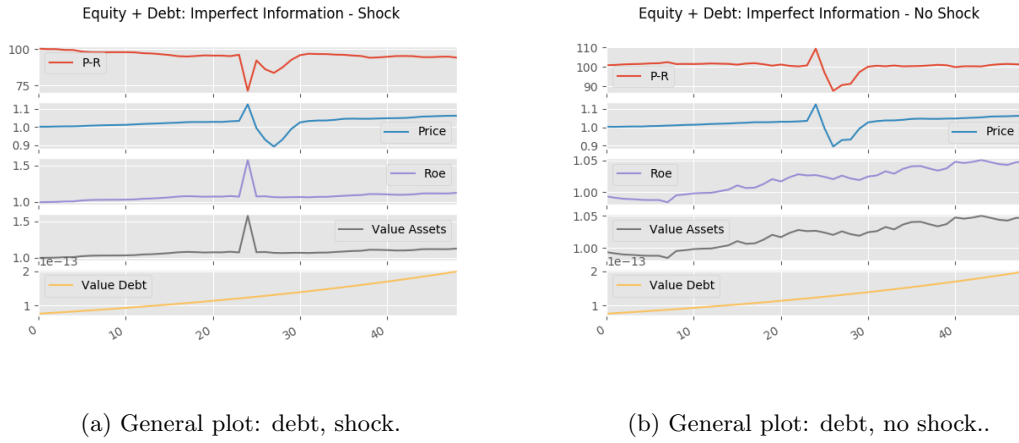 Equity + Debt: Imperfect Information - Shock
100
75
P-R
1.1
1.0
0.9
Price
1.5
1.0
Roe
1.5
1.0
Value Assets
1e-13
2
1
Value Debt
0 10 20 30 40
(a) General plot: debt, shock.
Equity + Debt: Imperfect Information - No Shock
110
100
90
P-R
1.1
1.0
0.9
Price
1.05
1.00
Roe
1.05
1.00
Value Assets
1e-13
2
1
Value Debt
0 10 20 30 40
(b) General plot: debt, no shock..